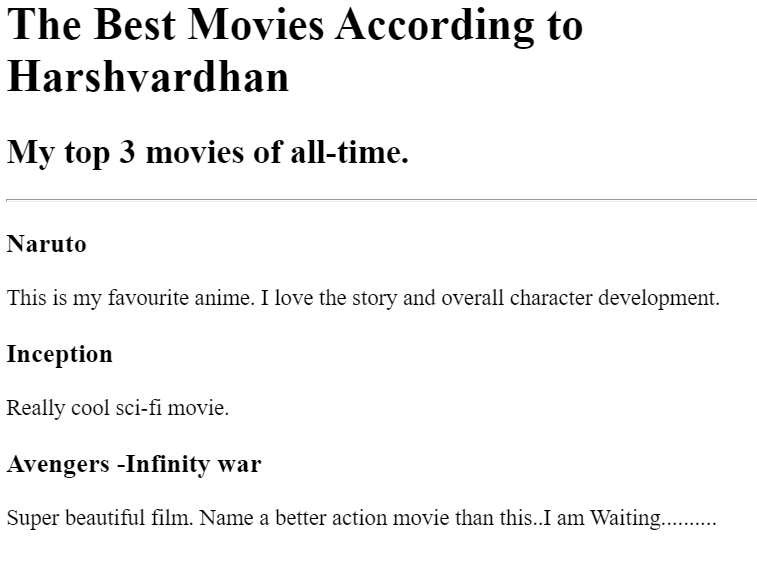 The Best Movies According to
Harshvardhan
My top 3 movies of all-time.
Naruto
This is my favourite anime. I love the story and overall character development.
Inception
Really cool sci-fi movie.
Avengers -Infinity war
Super beautiful film. Name a better action movie than this..I am Waiting..........